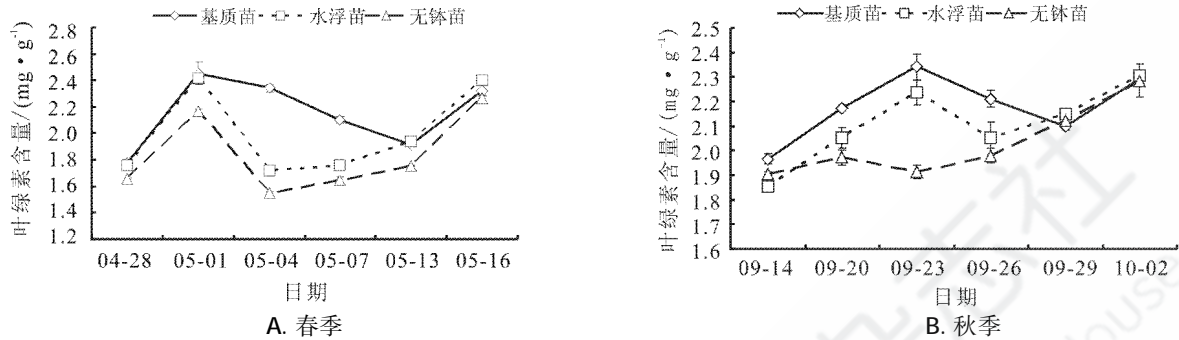 基质苗 水浮苗 无钵苗
叶绿素含量/(mg·g⁻¹)
2.8
2.6
2.4
2.2
2.0
1.8
1.6
1.4
1.2
04-28 05-01 05-04 05-07 05-13 05-16
日期
A. 春季
基质苗 水浮苗 无钵苗
叶绿素含量/(mg·g⁻¹)
2.5
2.4
2.3
2.2
2.1
2.0
1.9
1.8
1.7
1.6
09-14 09-20 09-23 09-26 09-29 10-02
日期
B. 秋季
志社
House